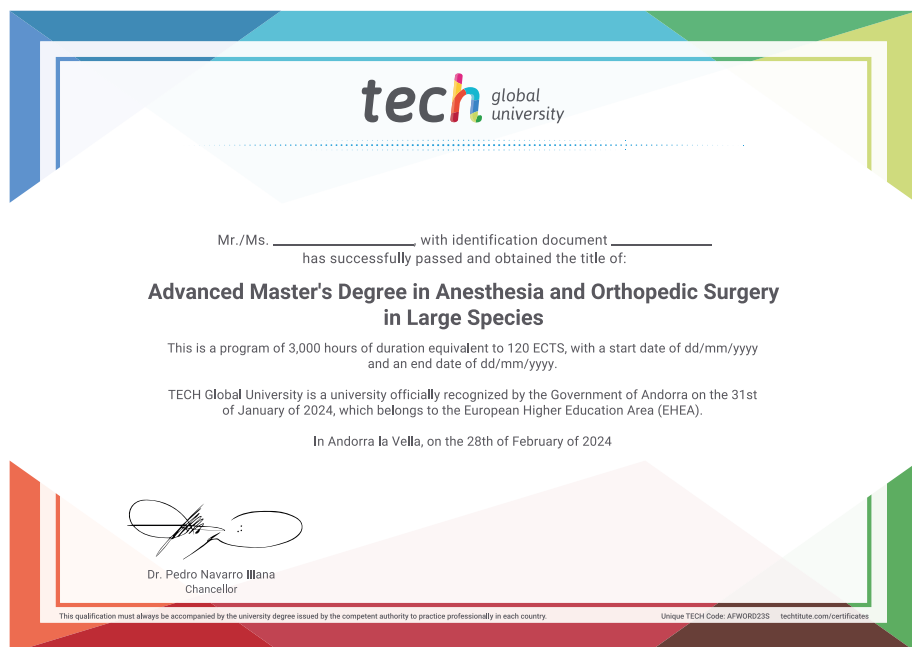 tech global university
Mr./Ms. ____________________, with identification document ______________
has successfully passed and obtained the title of:
Advanced Master's Degree in Anesthesia and Orthopedic Surgery
in Large Species
This is a program of 3,000 hours of duration equivalent to 120 ECTS, with a start date of dd/mm/yyyy
and an end date of dd/mm/yyyy.
TECH Global University is a university officially recognized by the Government of Andorra on the 31st
of January of 2024, which belongs to the European Higher Education Area (EHEA).
In Andorra la Vella, on the 28th of February of 2024
Dr. Pedro Navarro Illana
Chancellor
This qualification must always be accompanied by the university degree issued by the competent authority to practice professionally in each country.
Unique TECH Code: AFWORD23S techtitute.com/certificates